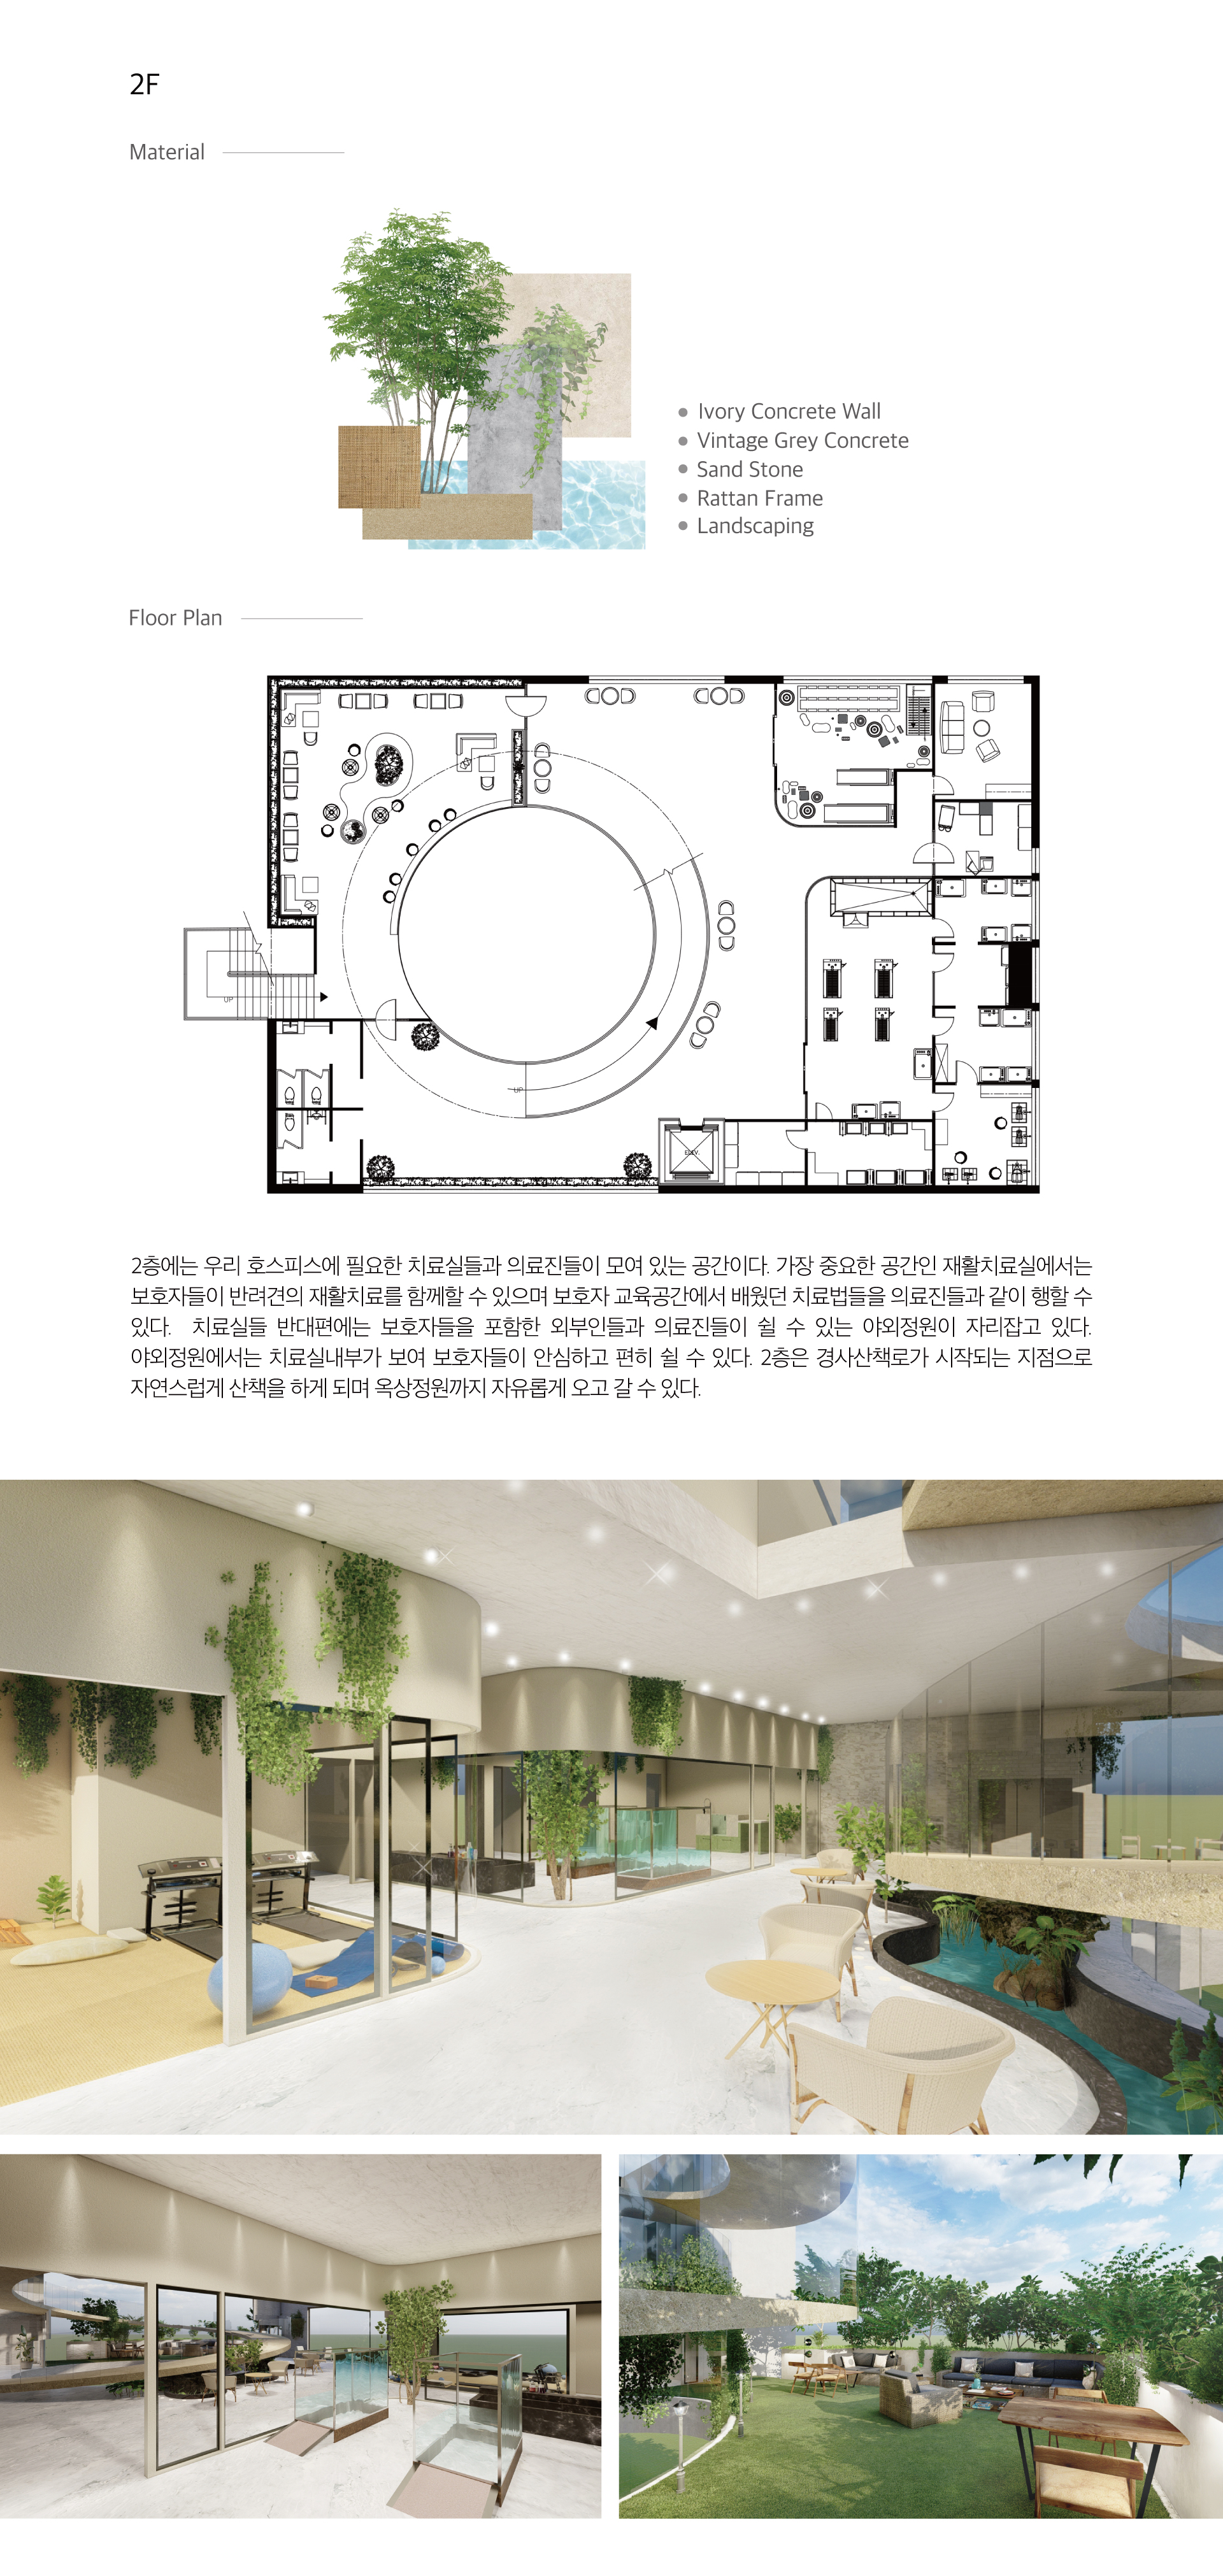 2F
Material
Ivory Concrete Wall
Vintage Grey Concrete
Sand Stone
Rattan Frame
Landscaping
Floor Plan
UP
UP
ELEV.
2층에는 우리 호스피스에 필요한 치료실들과 의료진들이 모여 있는 공간이다. 가장 중요한 공간인 재활치료실에서는
보호자들이 반려견의 재활치료를 함께할 수 있으며 보호자 교육공간에서 배웠던 치료법들을 의료진들과 같이 행할 수
있다. 치료실들 반대편에는 보호자들을 포함한 외부인들과 의료진들이 쉴 수 있는 야외정원이 자리잡고 있다.
야외정원에서는 치료실내부가 보여 보호자들이 안심하고 편히 쉴 수 있다. 2층은 경사산책로가 시작되는 지점으로
자연스럽게 산책을 하게 되며 옥상정원까지 자유롭게 오고 갈 수 있다.